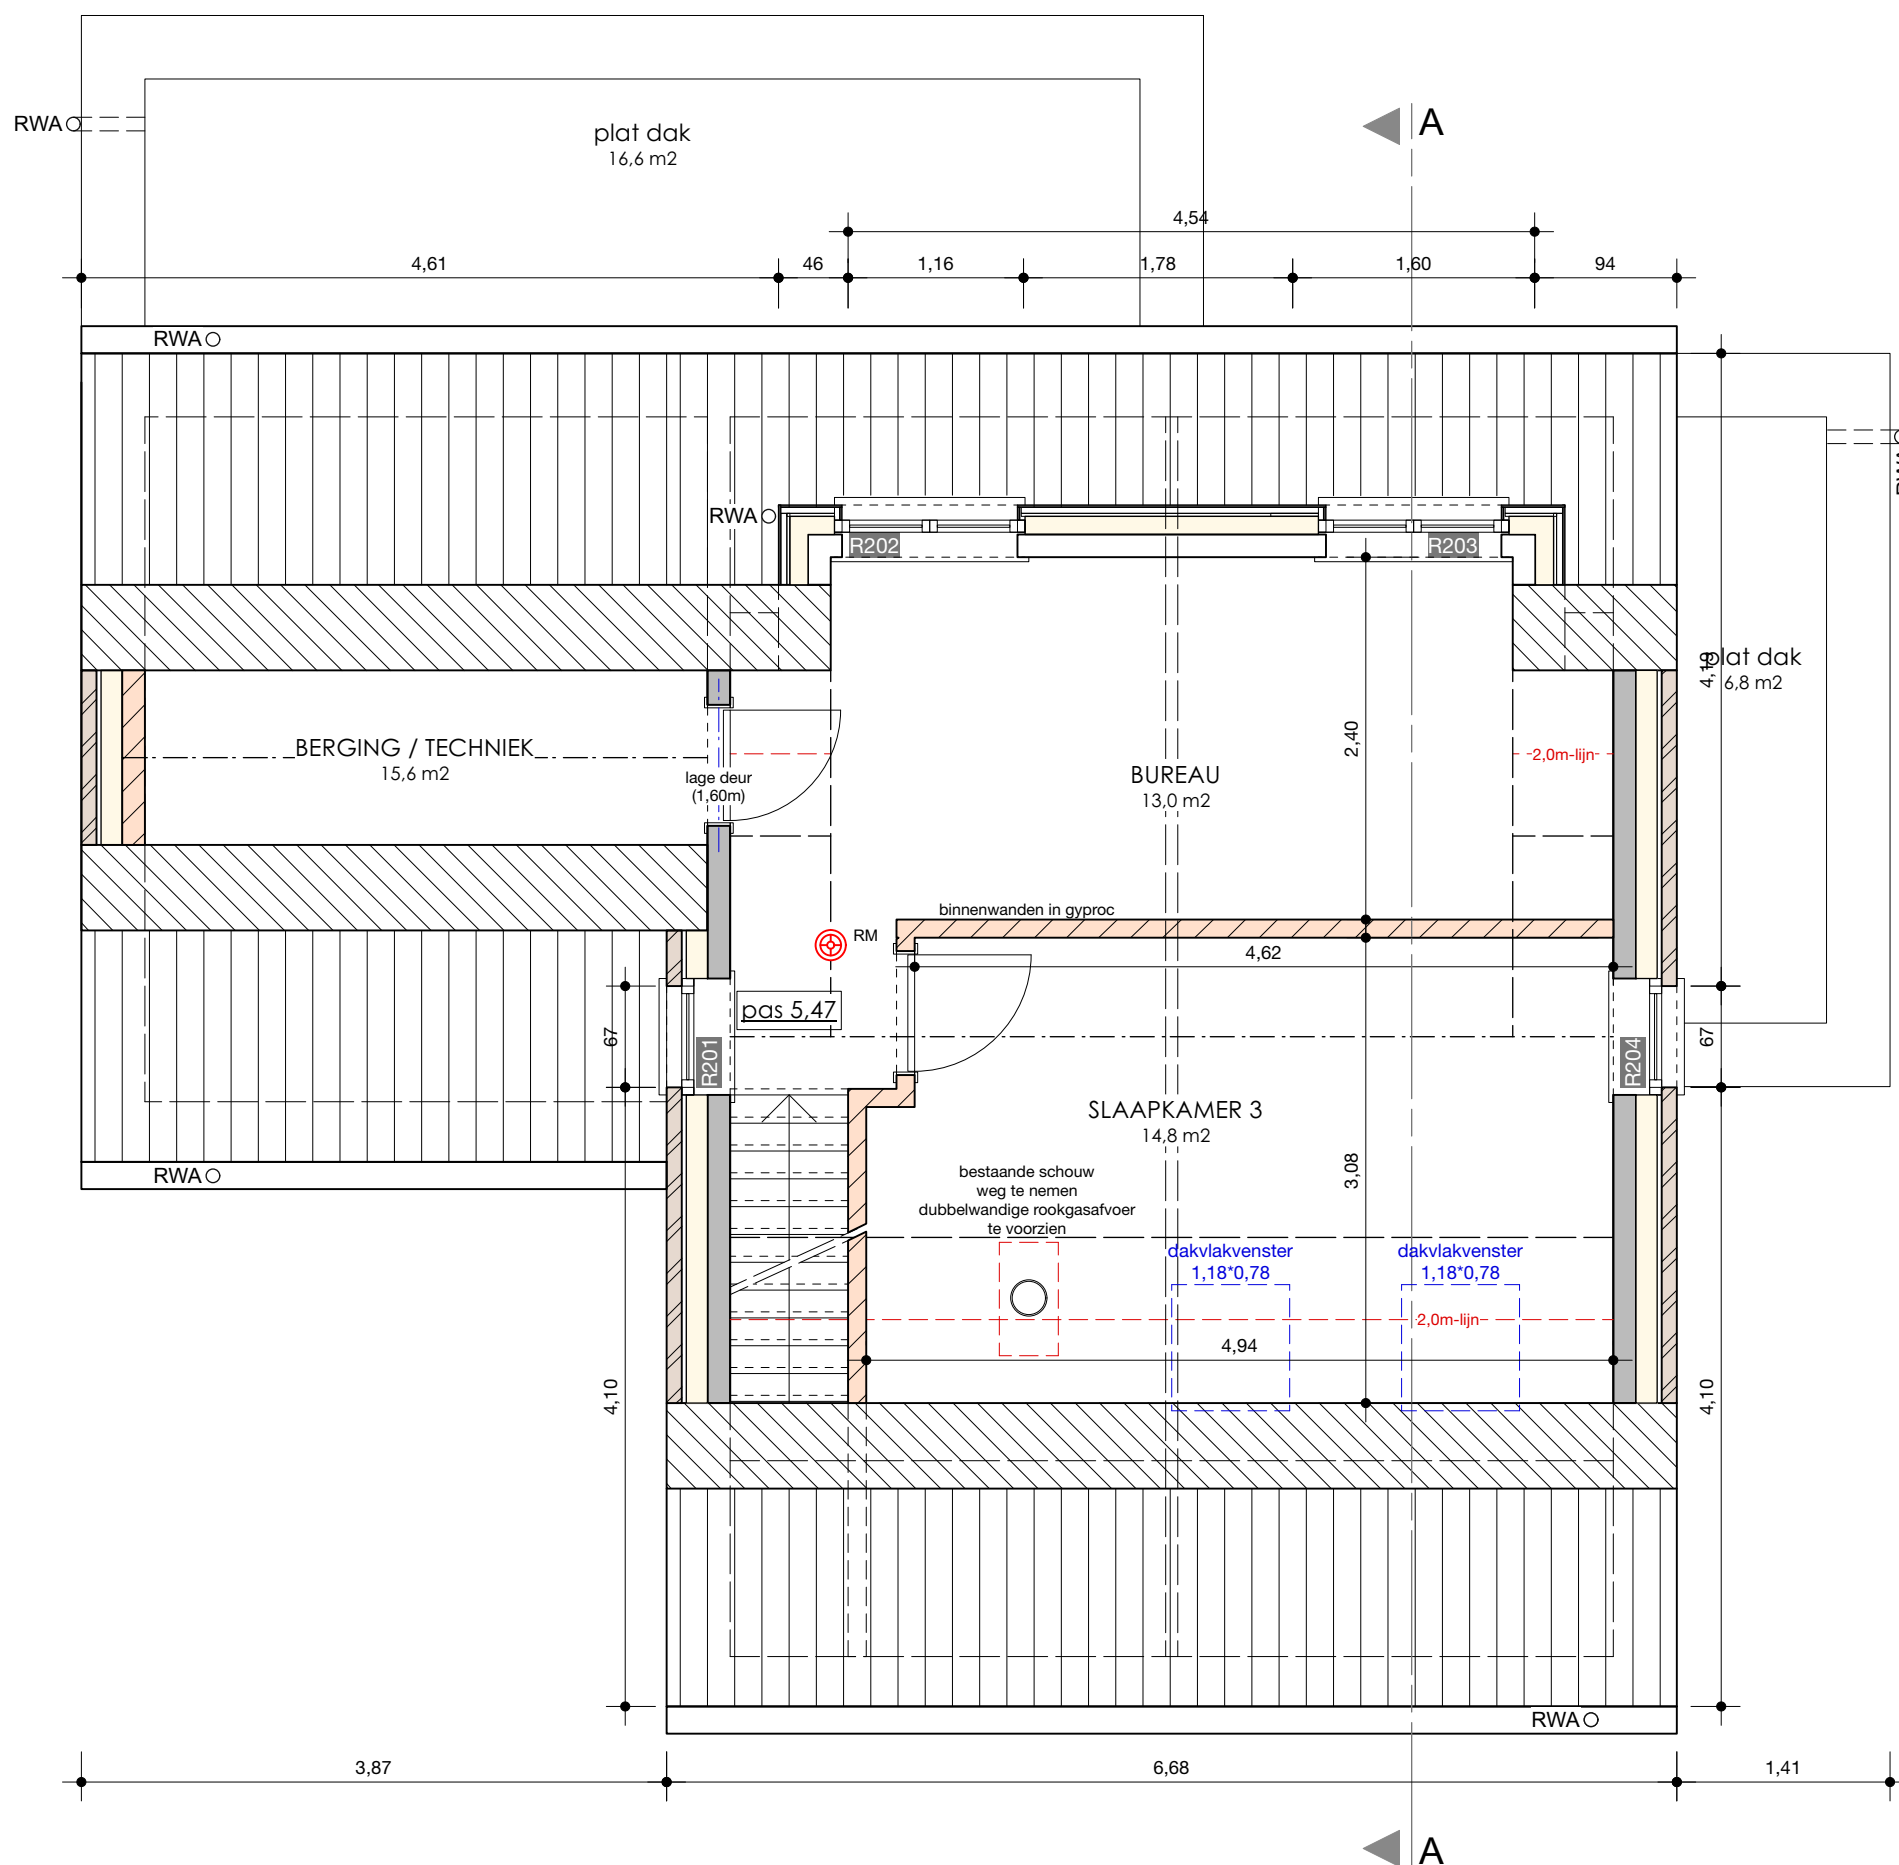 RWA
plat dak
16,6 m2
A
4,54
4,61
46
1,16
1,78
1,60
94
RWA
RWA
RWA
R202
R203
4,19
plat dak
6,8 m2
BERGING / TECHNIEK
15,6 m2
lage deur
(1,60m)
2,40
BUREAU
13,0 m2
2,0m-lijn
binnenwanden in gyproc
RM
4,62
pas 5,47
67
R201
R204
67
SLAAPKAMER 3
14,8 m2
RWA
3,08
bestaande schouw
weg te nemen
dubbelwandige rookgasafvoer
te voorzien
dakvlakvenster
1,18*0,78
dakvlakvenster
1,18*0,78
2,0m-lijn
4,94
4,10
4,10
RWA
3,87
6,68
1,41
A